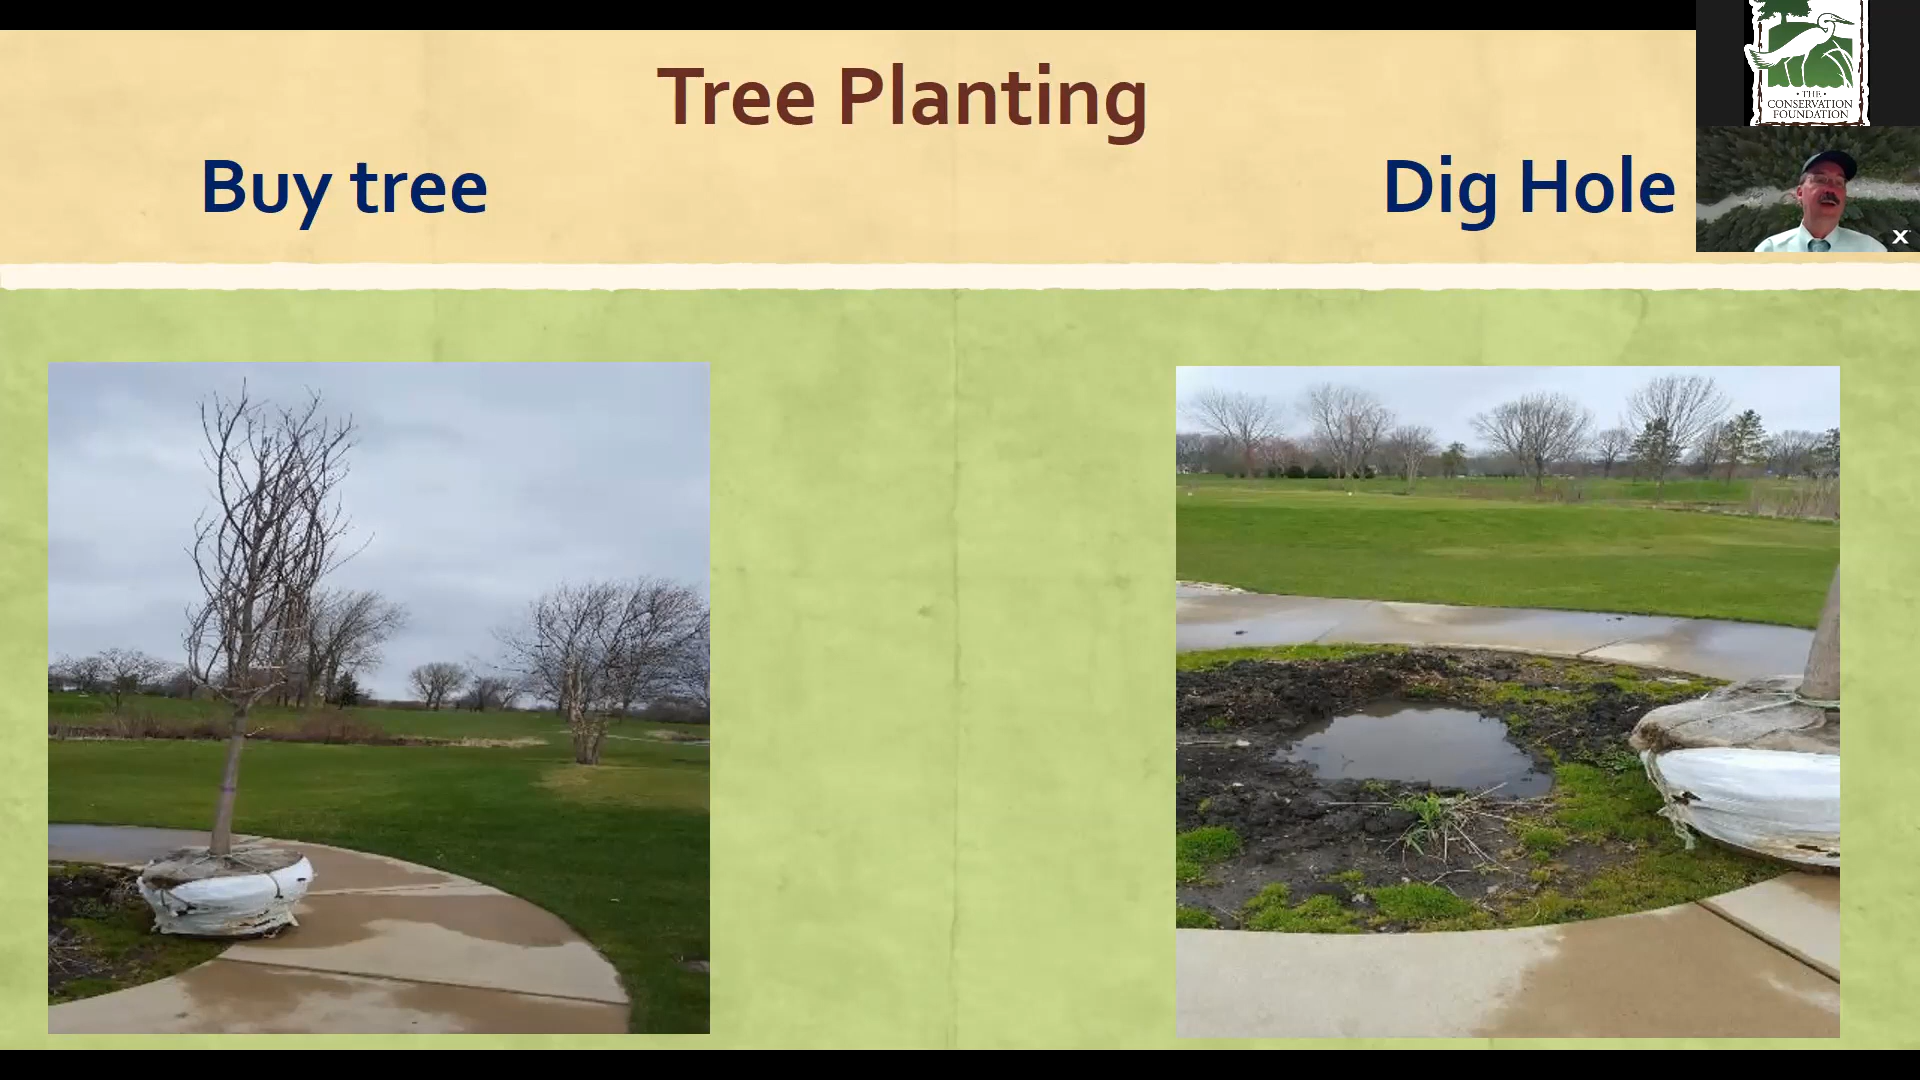 Tree Planting
Buy tree
Dig Hole
• THE •
CONSERVATION
FOUNDATION
X